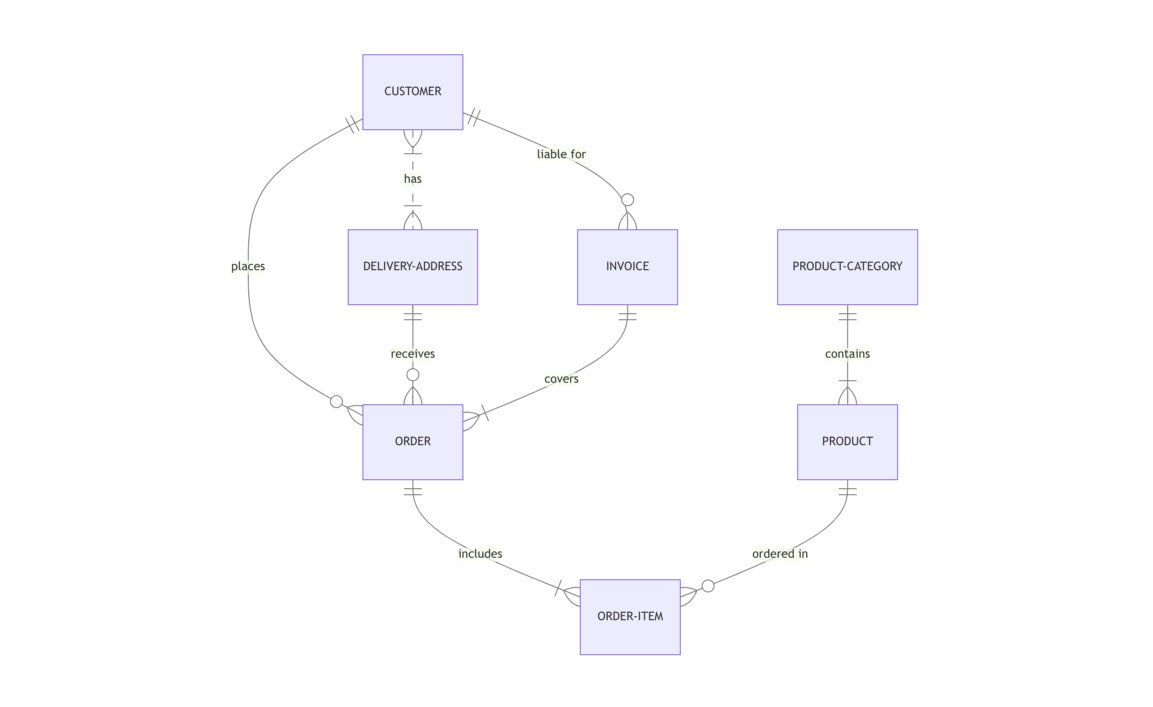 CUSTOMER
liable for
has
places
DELIVERY-ADDRESS
INVOICE
PRODUCT-CATEGORY
receives
contains
covers
ORDER
PRODUCT
includes
ordered in
ORDER-ITEM